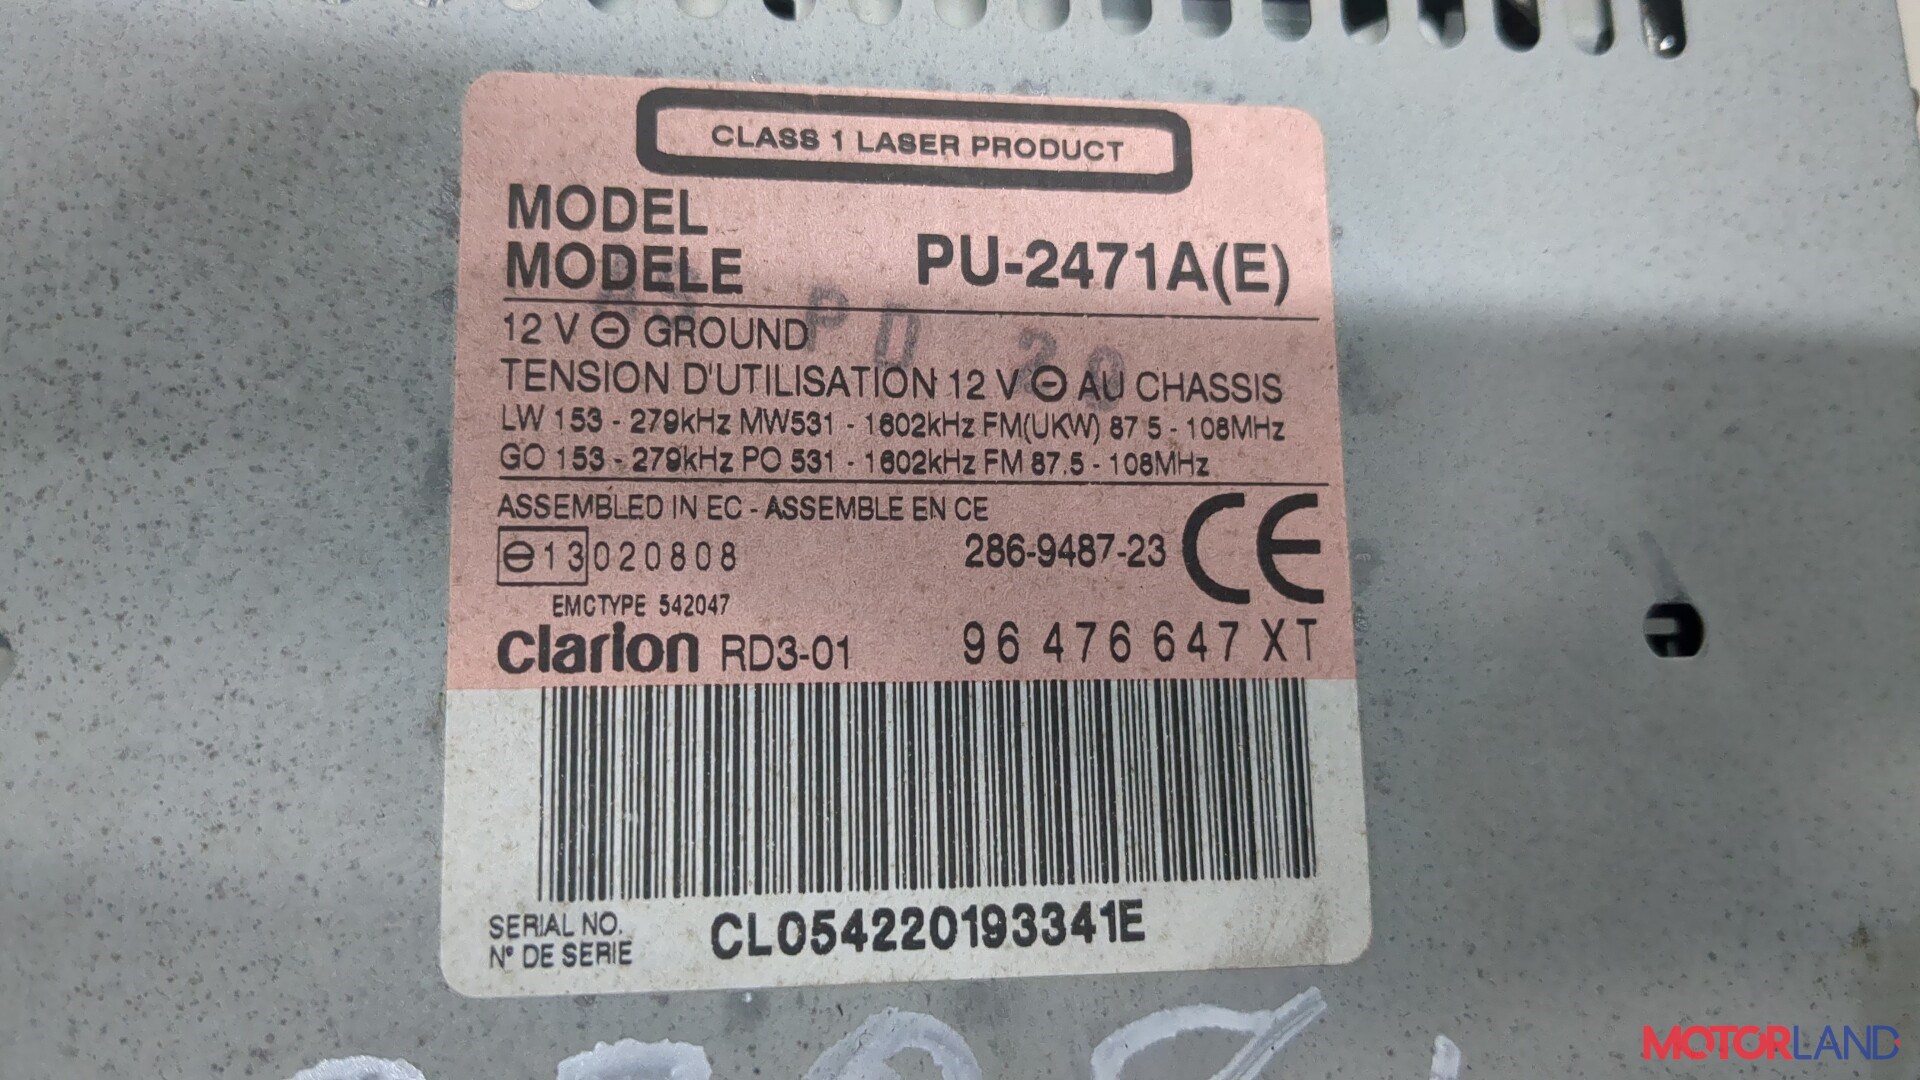 CLASS 1 LASER PRODUCT
MODEL
MODELE PU-2471A(E)
PD 20
12 V ⊖ GROUND
TENSION D'UTILISATION 12 V ⊖ AU CHASSIS
LW 153 - 279kHz MW531 - 1602kHz FM(UKW) 87 5 - 108MHz
GO 153 - 279kHz PO 531 - 1602kHz FM 87.5 - 108MHz
ASSEMBLED IN EC - ASSEMBLE EN CE
e13 020808 286-9487-23 CE
EMCTYPE 542047
clarion RD3-01 96 476 647 XT
SERIAL NO.
N° DE SERIE CL054220193341E
MOTORLAND